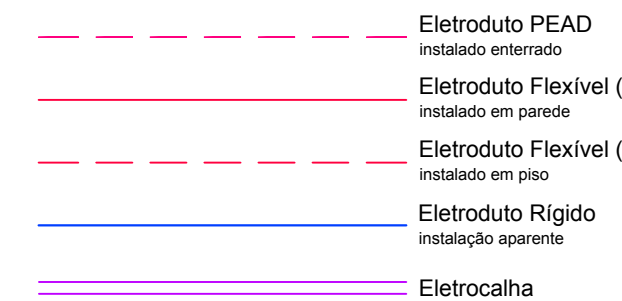 Eletroduto PEAD
instalado enterrado
Eletroduto Flexível (
instalado em parede
Eletroduto Flexível (
instalado em piso
Eletroduto Rígido
instalação aparente
Eletrocalha